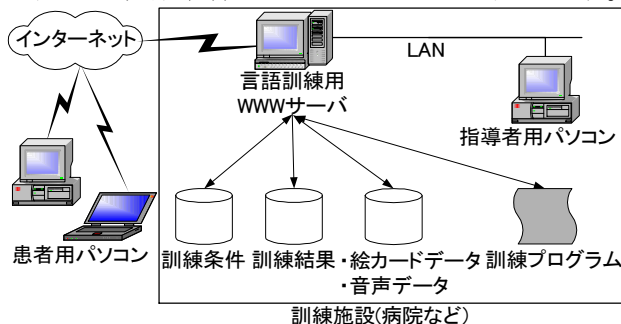 インターネット
LAN
言語訓練用
WWWサーバ
指導者用パソコン
患者用パソコン
訓練条件 訓練結果 ・絵カードデータ 訓練プログラム
・音声データ
訓練施設(病院など)